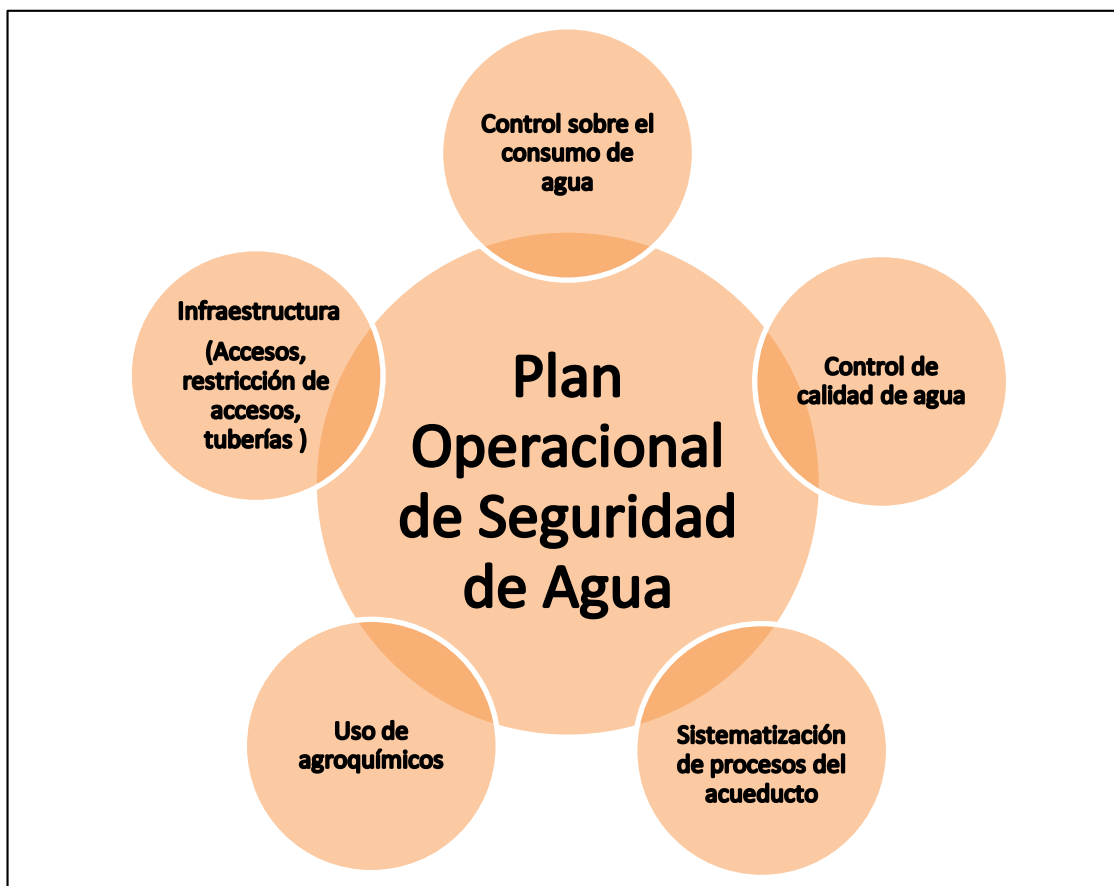 Control sobre el
consumo de
agua
Infraestructura
(Accesos,
restricción de
accesos,
tuberías )
Plan
Operacional
de Seguridad
de Agua
Control de
calidad de agua
Uso de
agroquímicos
Sistematización
de procesos del
acueducto